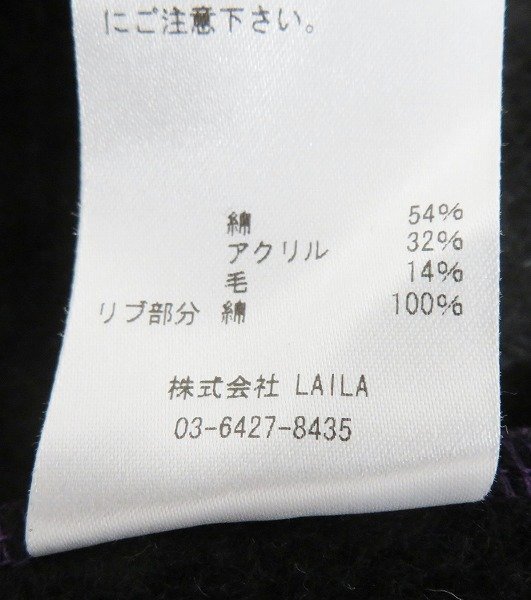 にご注意下さい。
綿 54%
アクリル 32%
毛 14%
リブ部分 綿 100%
株式会社 LAILA
03-6427-8435